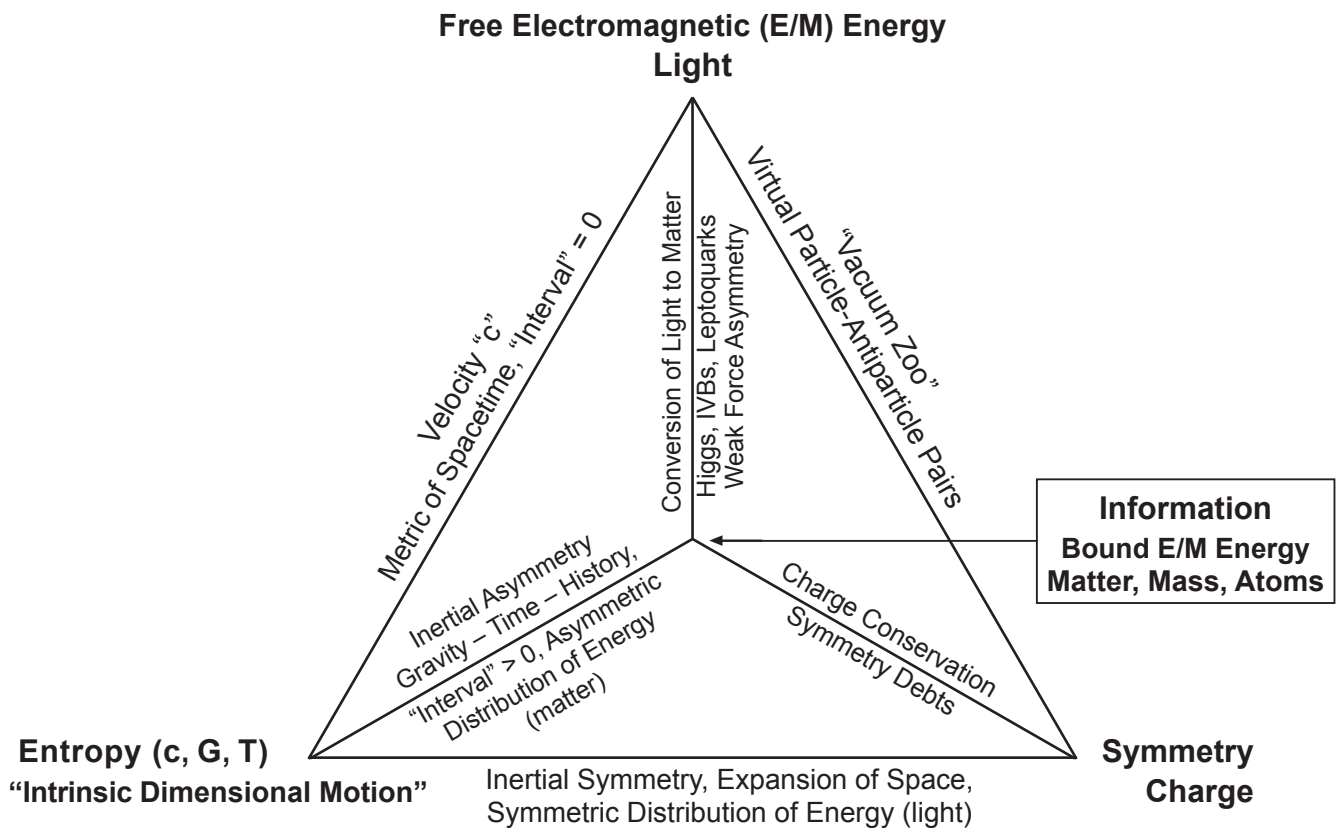 Free Electromagnetic (E/M) Energy
Light
Velocity “c”
Metric of Spacetime, “Interval” = 0
Conversion of Light to Matter
Higgs, IVBs, Leptoquarks
Weak Force Asymmetry
“Vacuum Zoo”
Virtual Particle-Antiparticle Pairs
Information
Bound E/M Energy
Matter, Mass, Atoms
Inertial Asymmetry
Gravity – Time – History,
“Interval” > 0, Asymmetric
Distribution of Energy
(matter)
Charge Conservation
Symmetry Debts
Entropy (c, G, T)
“Intrinsic Dimensional Motion”
Inertial Symmetry, Expansion of Space,
Symmetric Distribution of Energy (light)
Symmetry
Charge